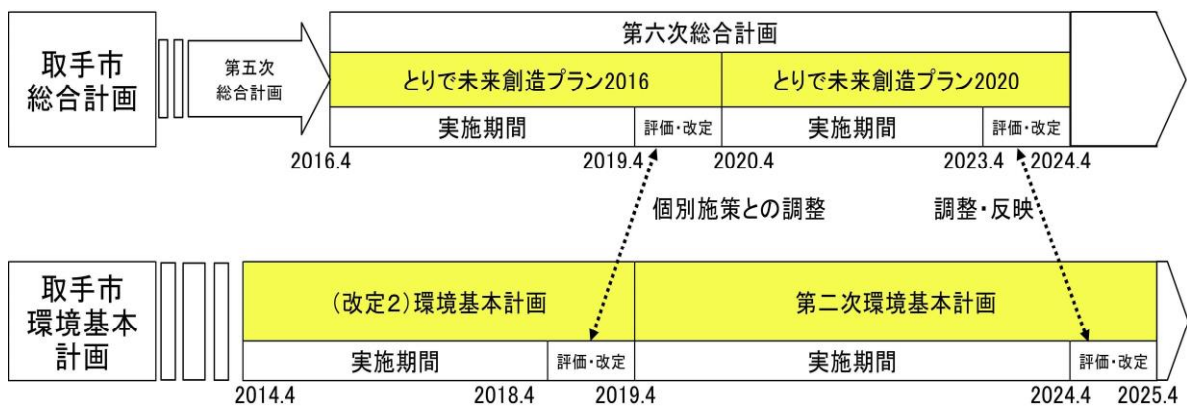 取手市
総合計画
第五次
総合計画
第六次総合計画
とりで未来創造プラン2016
とりで未来創造プラン2020
実施期間
評価・改定
実施期間
評価・改定
2016.4
2019.4
2020.4
2023.4
2024.4
個別施策との調整
調整・反映
取手市
環境基本
計画
(改定2)環境基本計画
第二次環境基本計画
実施期間
評価・改定
実施期間
評価・改定
2014.4
2018.4
2019.4
2024.4
2025.4